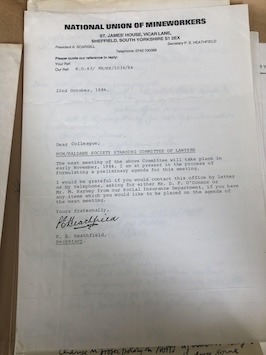 NATIONAL UNION OF MINEWORKERS
ST. JAMES' HOUSE, VICAR LANE,
SHEFFIELD, SOUTH YORKSHIRE S1 2EX
President A. SCARGILL
Secretary P. E. HEATHFIELD
Telephone: 0742 700388
Please quote our reference in reply:
Your Ref:
Our Ref:
22nd October, 1984.
Dear Colleague,
NUM/HALDANE SOCIETY STANDING COMMITTEE OF LAWYERS
The next meeting of the above Committee will take place in
early November, 1984. I am at present in the process of
formulating a preliminary agenda for this meeting.
I would be grateful if you would contact this office by letter
or by telephone, asking for either Mr. D. F. O'Connor or
Mr. M. from our Social Insurance Department, if you have
any items which you would like to be placed on the agenda of
the next meeting.
Yours fraternally,
P E Heathfield
P. E. Heathfield,
Secretary.